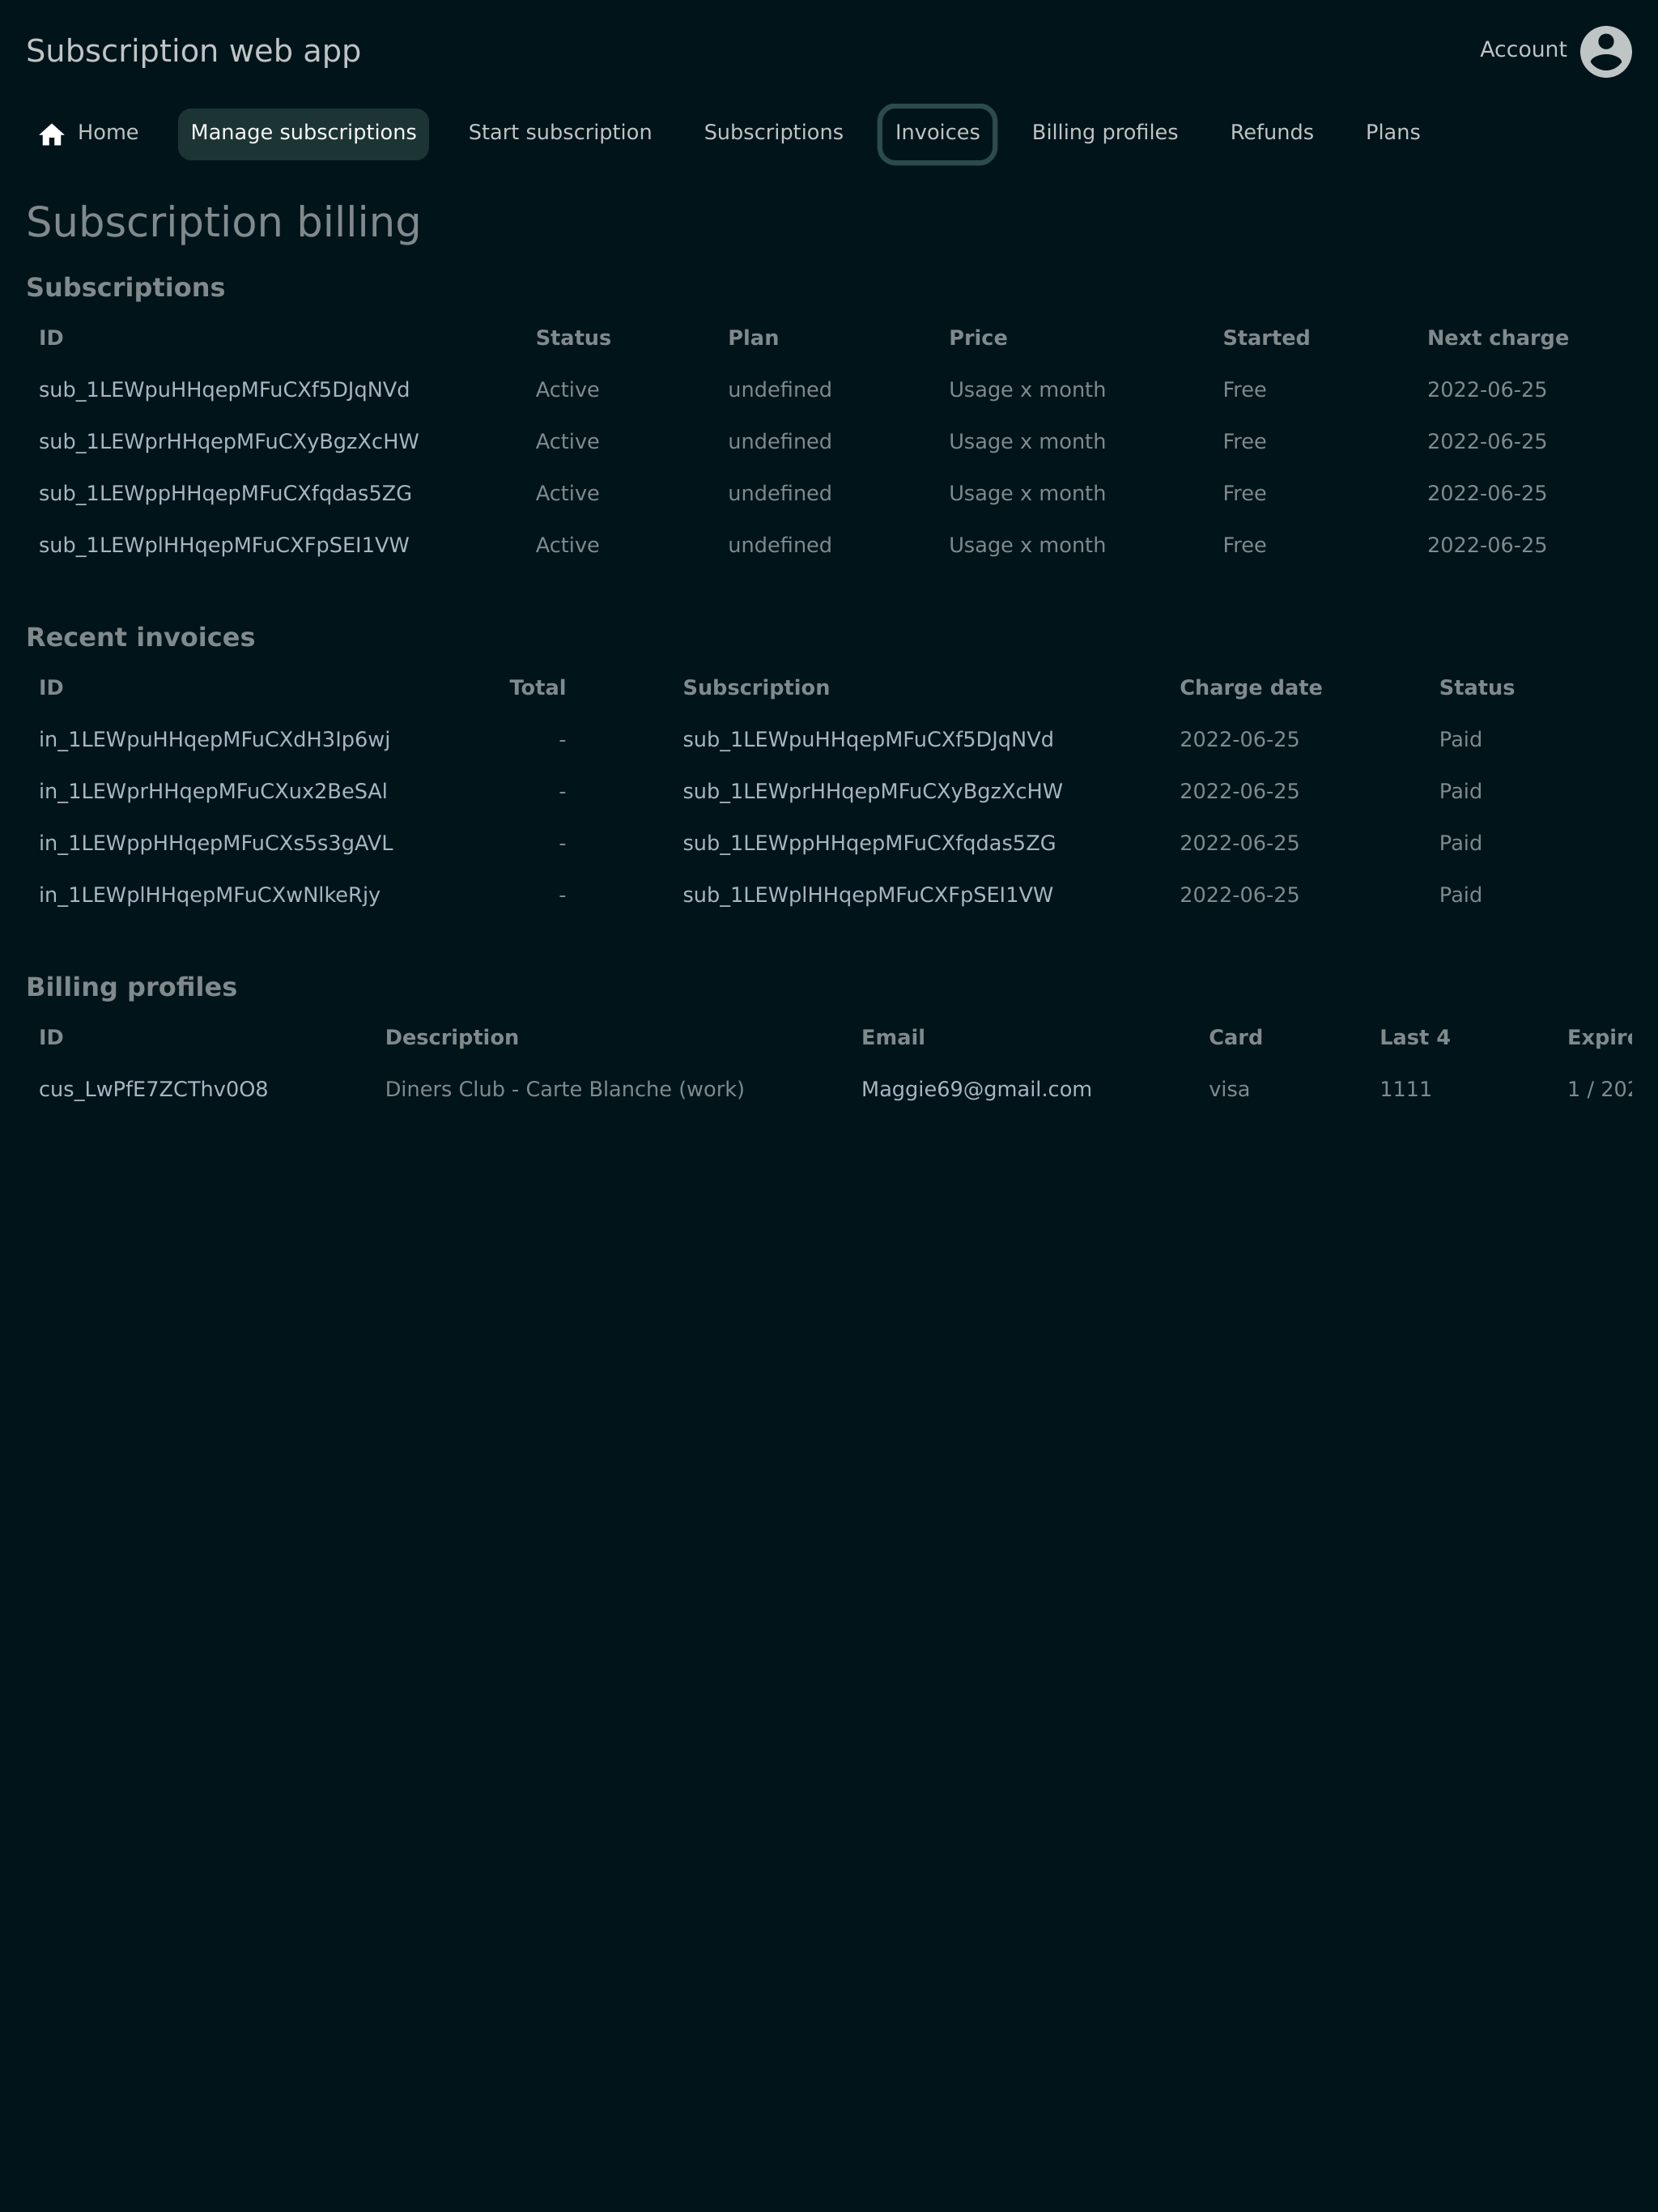 Subscription web app
Account
Home Manage subscriptions Start subscription Subscriptions Invoices Billing profiles Refunds Plans
Subscription billing
Subscriptions
ID Status Plan Price Started Next charge
sub_1LEWpuHHqepMFuCXf5DJqNVd Active undefined Usage x month Free 2022-06-25
sub_1LEWprHHqepMFuCXyBgzXcHW Active undefined Usage x month Free 2022-06-25
sub_1LEWppHHqepMFuCXfqdas5ZG Active undefined Usage x month Free 2022-06-25
sub_1LEWplHHqepMFuCXFpSEI1VW Active undefined Usage x month Free 2022-06-25
Recent invoices
ID Total Subscription Charge date Status
in_1LEWpuHHqepMFuCXdH3Ip6wj - sub_1LEWpuHHqepMFuCXf5DJqNVd 2022-06-25 Paid
in_1LEWprHHqepMFuCXux2BeSAl - sub_1LEWprHHqepMFuCXyBgzXcHW 2022-06-25 Paid
in_1LEWppHHqepMFuCXs5s3gAVL - sub_1LEWppHHqepMFuCXfqdas5ZG 2022-06-25 Paid
in_1LEWplHHqepMFuCXwNlkeRjy - sub_1LEWplHHqepMFuCXFpSEI1VW 2022-06-25 Paid
Billing profiles
ID Description Email Card Last 4
cus_LwPfE7ZCThv0O8 Diners Club - Carte Blanche (work) Maggie69@gmail.com visa 1111 1 /